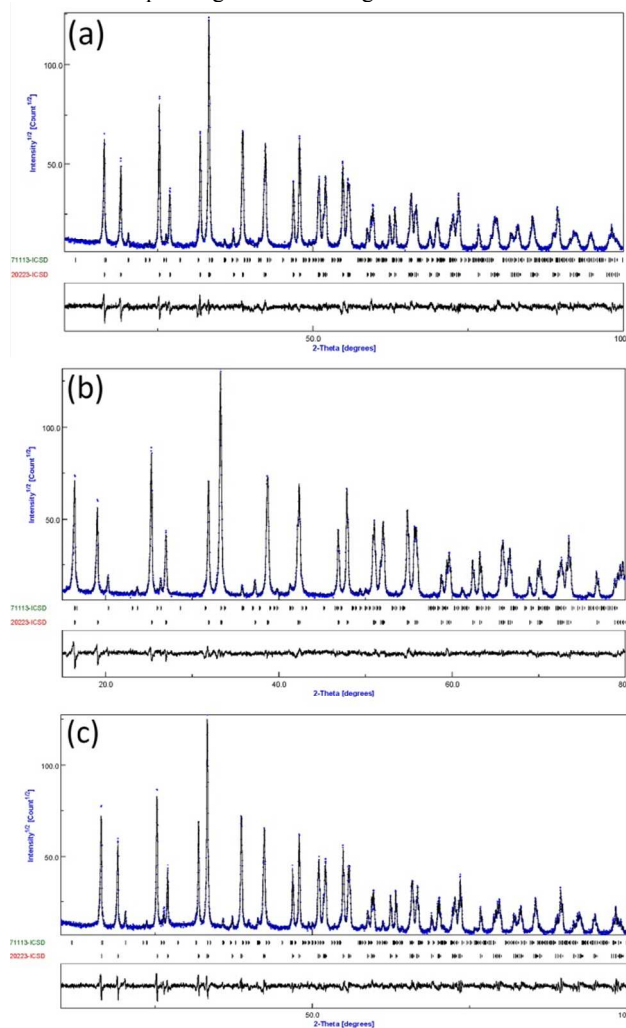 (a)
100.0
50.0
Intensity^1/2 [Count^1/2]
71113-ICSD
20223-ICSD
50.0
100
2-Theta [degrees]
(b)
100.0
50.0
Intensity^1/2 [Count^1/2]
71113-ICSD
20223-ICSD
20.0
40.0
60.0
80
2-Theta [degrees]
(c)
100.0
50.0
Intensity^1/2 [Count^1/2]
71113-ICSD
20223-ICSD
50.0
100
2-Theta [degrees]